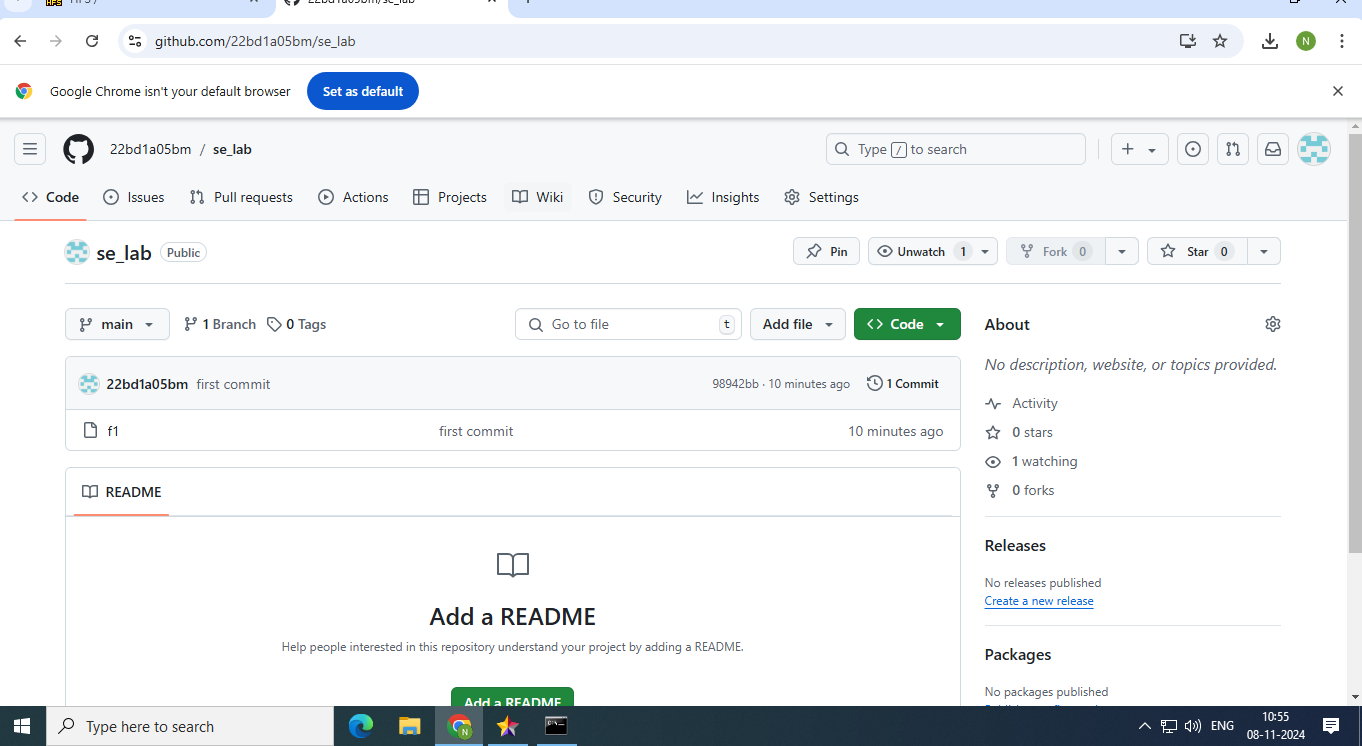 HFS /
22bd1a05bm/se_lab
github.com/22bd1a05bm/se_lab
N
Google Chrome isn't your default browser
Set as default
22bd1a05bm / se_lab
Type / to search
Code
Issues
Pull requests
Actions
Projects
Wiki
Security
Insights
Settings
se_lab Public
Pin
Unwatch 1
Fork 0
Star 0
main
1 Branch
0 Tags
Go to file t
Add file
Code
22bd1a05bm first commit 98942bb · 10 minutes ago 1 Commit
f1 first commit 10 minutes ago
README
Add a README
Help people interested in this repository understand your project by adding a README.
Add a README
About
No description, website, or topics provided.
Activity
0 stars
1 watching
0 forks
Releases
No releases published
Create a new release
Packages
No packages published
Type here to search
N
ENG
10:55
08-11-2024